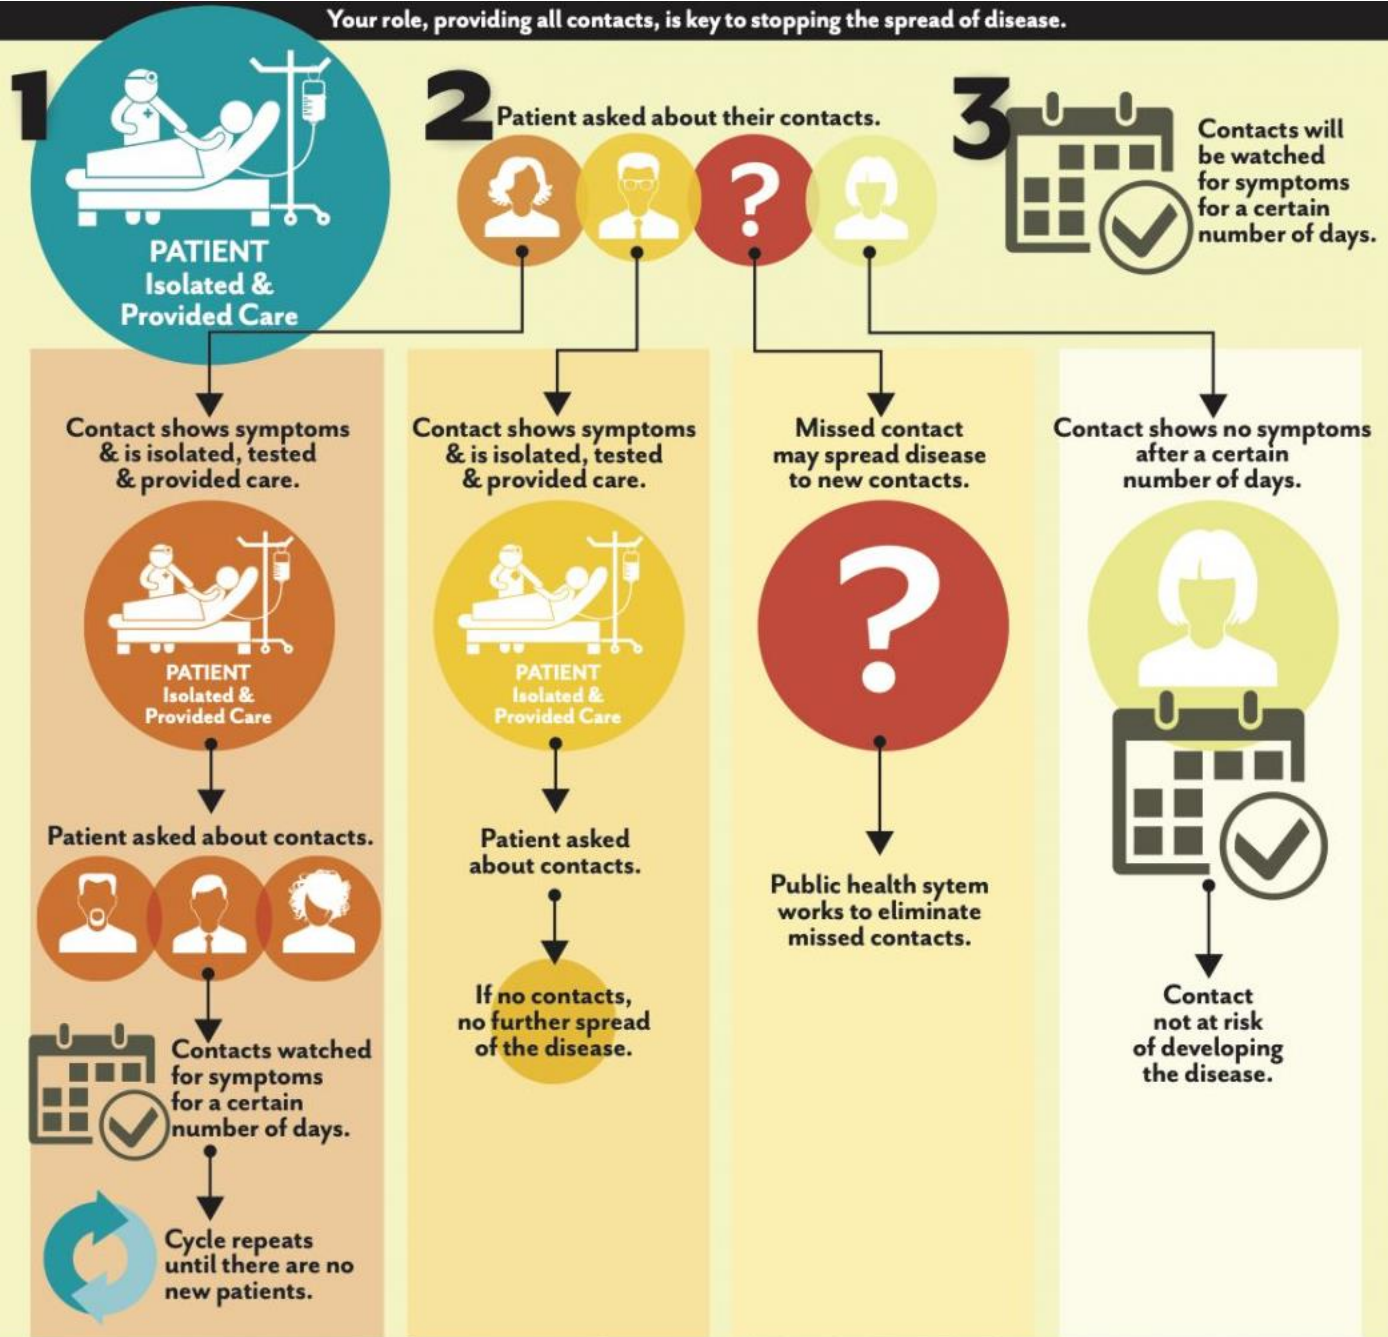 Your role, providing all contacts, is key to stopping the spread of disease.
1
PATIENT
Isolated &
Provided Care
2
Patient asked about their contacts.
?
3
Contacts will
be watched
for symptoms
for a certain
number of days.
Contact shows symptoms
& is isolated, tested
& provided care.
PATIENT
Isolated &
Provided Care
Patient asked about contacts.
Contacts watched
for symptoms
for a certain
number of days.
Cycle repeats
until there are no
new patients.
Contact shows symptoms
& is isolated, tested
& provided care.
PATIENT
Isolated &
Provided Care
Patient asked
about contacts.
If no contacts,
no further spread
of the disease.
Missed contact
may spread disease
to new contacts.
?
Public health sytem
works to eliminate
missed contacts.
Contact shows no symptoms
after a certain
number of days.
Contact
not at risk
of developing
the disease.